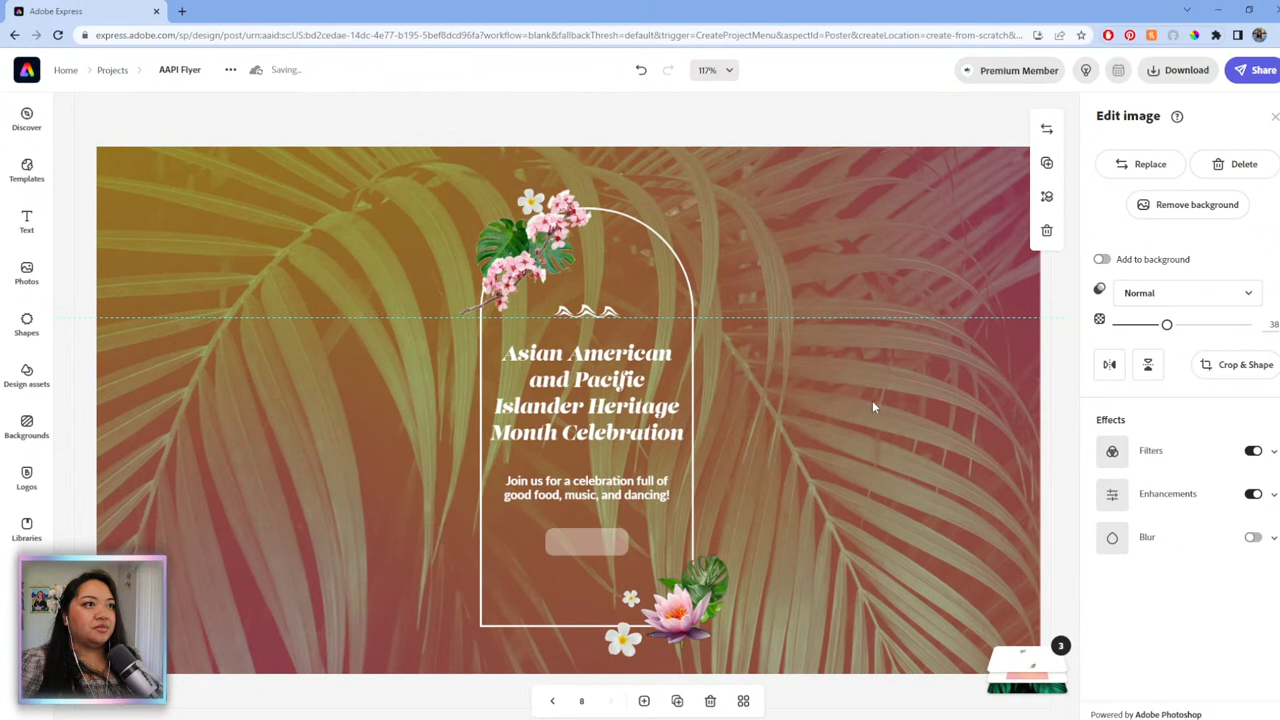 Adobe Express
express.adobe.com/sp/design/post/urn:aaid:sc:US:bd2cedae-14dc-4e77-b195-5bef8dcd96fa?workflow=blank&fallbackThresh=default&trigger=CreateProjectMenu&aspectId=Poster&createLocation=create-from-scratch&...
Home
Projects
AAPI Flyer
Saving...
117%
Premium Member
Download
Share
Discover
Templates
Text
Photos
Shapes
Design assets
Backgrounds
Logos
Libraries
Asian American
and Pacific
Islander Heritage
Month Celebration
Join us for a celebration full of
good food, music, and dancing!
8
3
Edit image
Replace
Delete
Remove background
Add to background
Normal
38
Crop & Shape
Effects
Filters
Enhancements
Blur
Powered by Adobe Photoshop